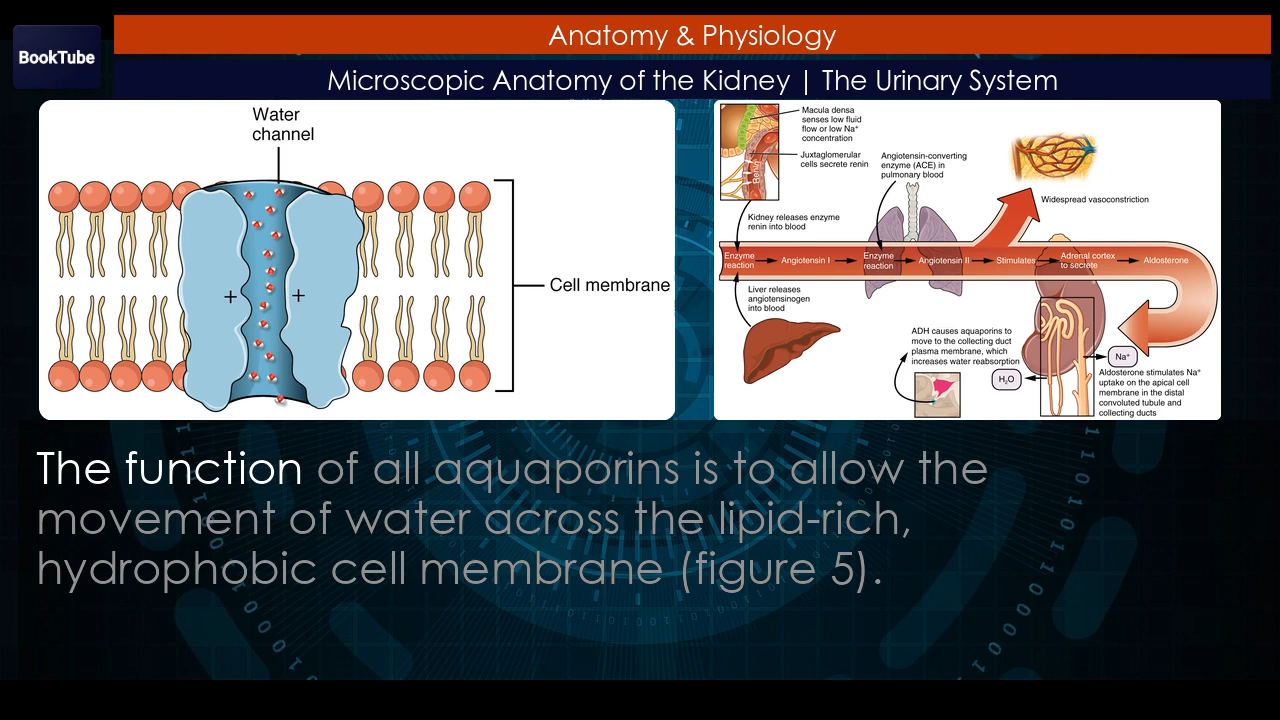 BookTube
Anatomy & Physiology
Microscopic Anatomy of the Kidney | The Urinary System
Water
channel
+
+
Cell membrane
Macula densa
senses low fluid
flow or low Na⁺
concentration
Juxtaglomerular
cells secrete renin
Renin
Angiotensin-converting
enzyme (ACE) in
pulmonary blood
Widespread vasoconstriction
Kidney releases enzyme
renin into blood
Enzyme
reaction
Angiotensin I
Enzyme
reaction
Angiotensin II
Stimulates
Adrenal cortex
to secrete
Aldosterone
Liver releases
angiotensinogen
into blood
ADH causes aquaporins to
move to the collecting duct
plasma membrane, which
increases water reabsorption
H₂O
Na⁺
Aldosterone stimulates Na⁺
uptake on the apical cell
membrane in the distal
convoluted tubule and
collecting ducts
The function of all aquaporins is to allow the
movement of water across the lipid-rich,
hydrophobic cell membrane (figure 5).